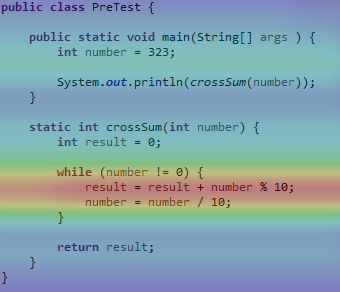 public class PreTest {
    public static void main(String[] args ) {
        int number = 323;
        System.out.println(crossSum(number));
    }
    static int crossSum(int number) {
        int result = 0;
        while (number != 0) {
            result = result + number % 10;
            number = number / 10;
        }
        return result;
    }
}